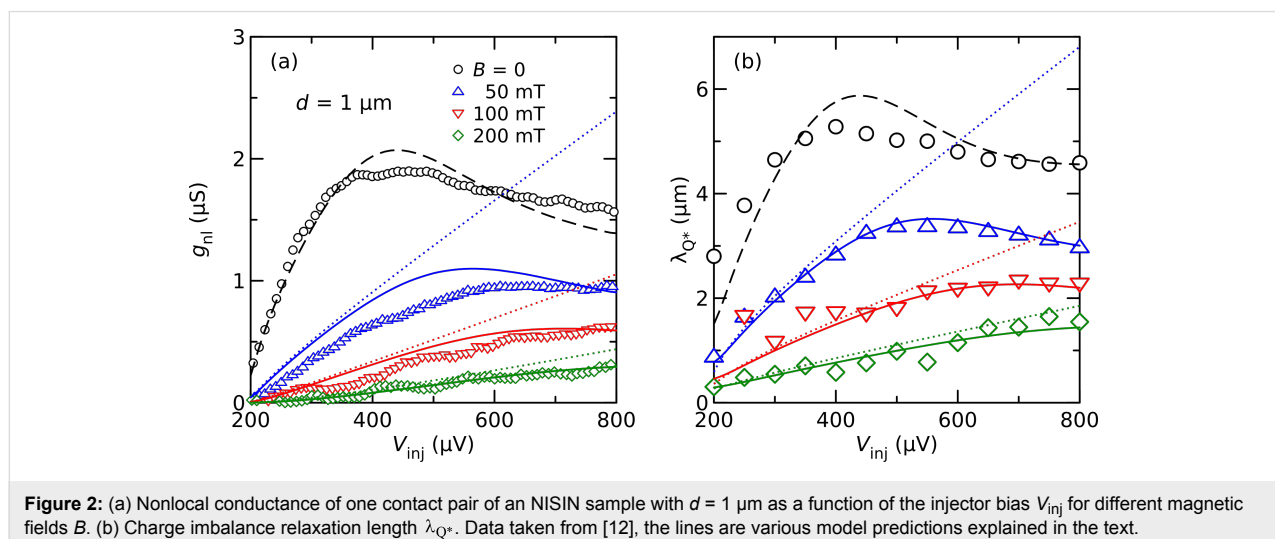 3
2
1
0
200
400
600
800
g_nl (μS)
V_inj (μV)
(a)
d = 1 μm
B = 0
50 mT
100 mT
200 mT
6
4
2
0
200
400
600
800
λ_Q* (μm)
V_inj (μV)
(b)
Figure 2: (a) Nonlocal conductance of one contact pair of an NISIN sample with d = 1 μm as a function of the injector bias V_inj for different magnetic
fields B. (b) Charge imbalance relaxation length λ_Q*. Data taken from [12], the lines are various model predictions explained in the text.